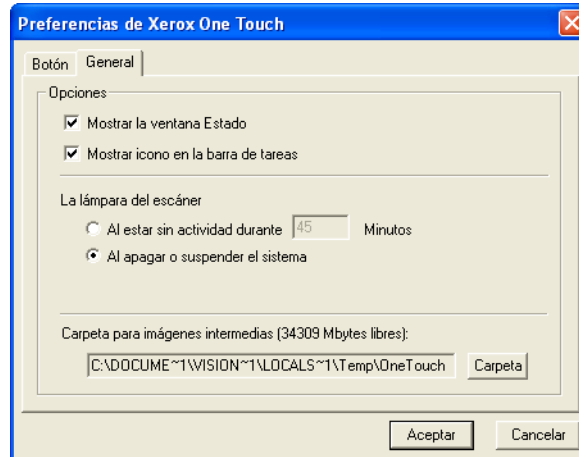 Preferencias de Xerox One Touch
Botón General
Opciones
Mostrar la ventana Estado
Mostrar icono en la barra de tareas
La lámpara del escáner
Al estar sin actividad durante 45 Minutos
Al apagar o suspender el sistema
Carpeta para imágenes intermedias (34309 Mbytes libres):
C:\DOCUME~1\VISION~1\LOCALS~1\Temp\OneTouch Carpeta
Aceptar Cancelar